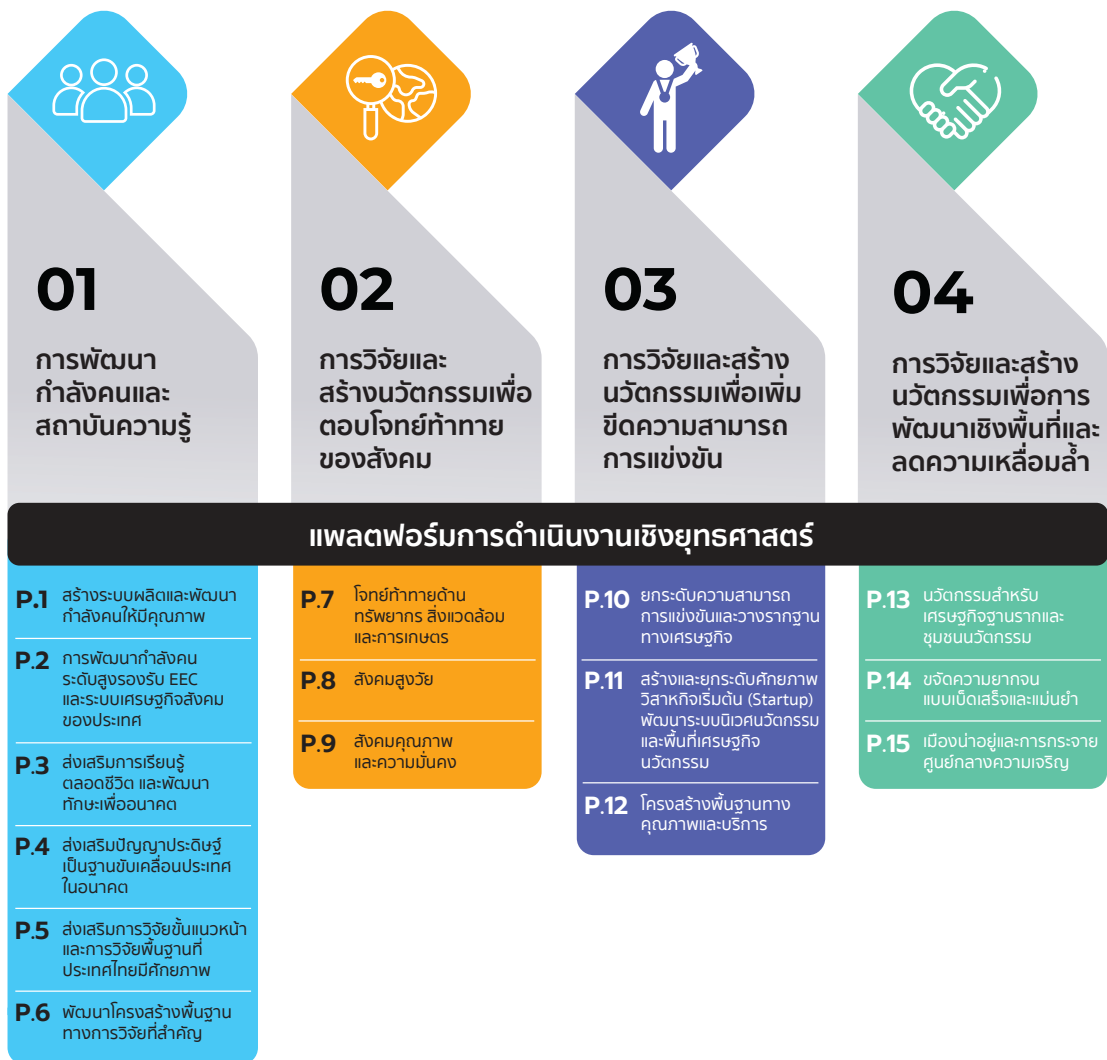 01
การพัฒนา
กำลังคนและ
สถาบันความรู้
02
การวิจัยและ
สร้างนวัตกรรมเพื่อ
ตอบโจทย์ท้าทาย
ของสังคม
03
การวิจัยและสร้าง
นวัตกรรมเพื่อเพิ่ม
ขีดความสามารถ
การแข่งขัน
04
การวิจัยและสร้าง
นวัตกรรมเพื่อการ
พัฒนาเชิงพื้นที่และ
ลดความเหลื่อมล้ำ
แพลตฟอร์มการดำเนินงานเชิงยุทธศาสตร์
P.1 สร้างระบบผลิตและพัฒนา
กำลังคนให้มีคุณภาพ
P.2 การพัฒนากำลังคน
ระดับสูงรองรับ EEC
และระบบเศรษฐกิจสังคม
ของประเทศ
P.3 ส่งเสริมการเรียนรู้
ตลอดชีวิต และพัฒนา
ทักษะเพื่ออนาคต
P.4 ส่งเสริมปัญญาประดิษฐ์
เป็นฐานขับเคลื่อนประเทศ
ในอนาคต
P.5 ส่งเสริมการวิจัยขั้นแนวหน้า
และการวิจัยพื้นฐานที่
ประเทศไทยมีศักยภาพ
P.6 พัฒนาโครงสร้างพื้นฐาน
ทางการวิจัยที่สำคัญ
P.7 โจทย์ท้าทายด้าน
ทรัพยากร สิ่งแวดล้อม
และการเกษตร
P.8 สังคมสูงวัย
P.9 สังคมคุณภาพ
และความมั่นคง
P.10 ยกระดับความสามารถ
การแข่งขันและวางรากฐาน
ทางเศรษฐกิจ
P.11 สร้างและยกระดับศักยภาพ
วิสาหกิจเริ่มต้น (Startup)
พัฒนาระบบนิเวศนวัตกรรม
และพื้นที่เศรษฐกิจ
นวัตกรรม
P.12 โครงสร้างพื้นฐานทาง
คุณภาพและบริการ
P.13 นวัตกรรมสำหรับ
เศรษฐกิจฐานรากและ
ชุมชนนวัตกรรม
P.14 ขจัดความยากจน
แบบเบ็ดเสร็จและแม่นยำ
P.15 เมืองน่าอยู่และการกระจาย
ศูนย์กลางความเจริญ